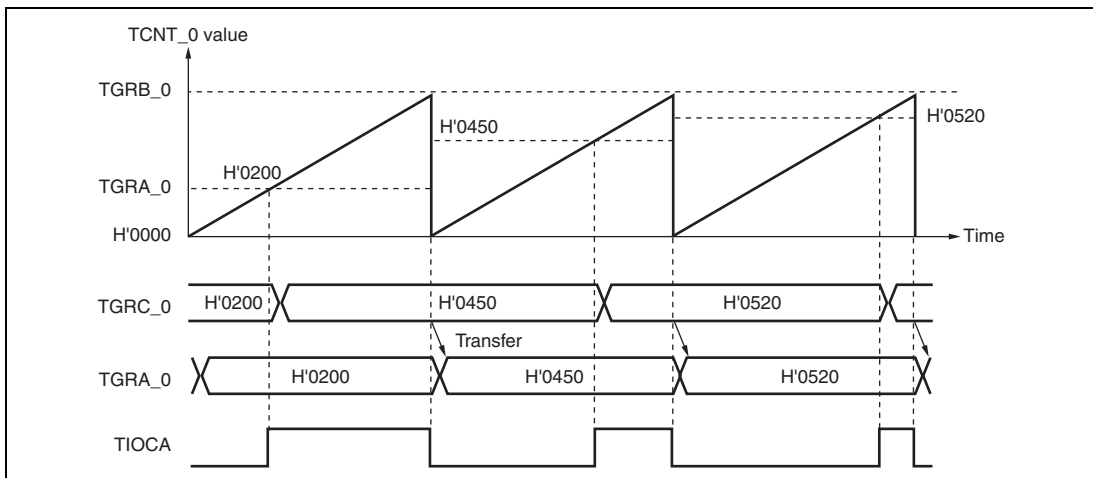 TCNT_0 value
TGRB_0
H'0520
H'0450
H'0200
TGRA_0
H'0000
Time
TGRC_0
H'0200
H'0450
H'0520
Transfer
TGRA_0
H'0200
H'0450
H'0520
TIOCA